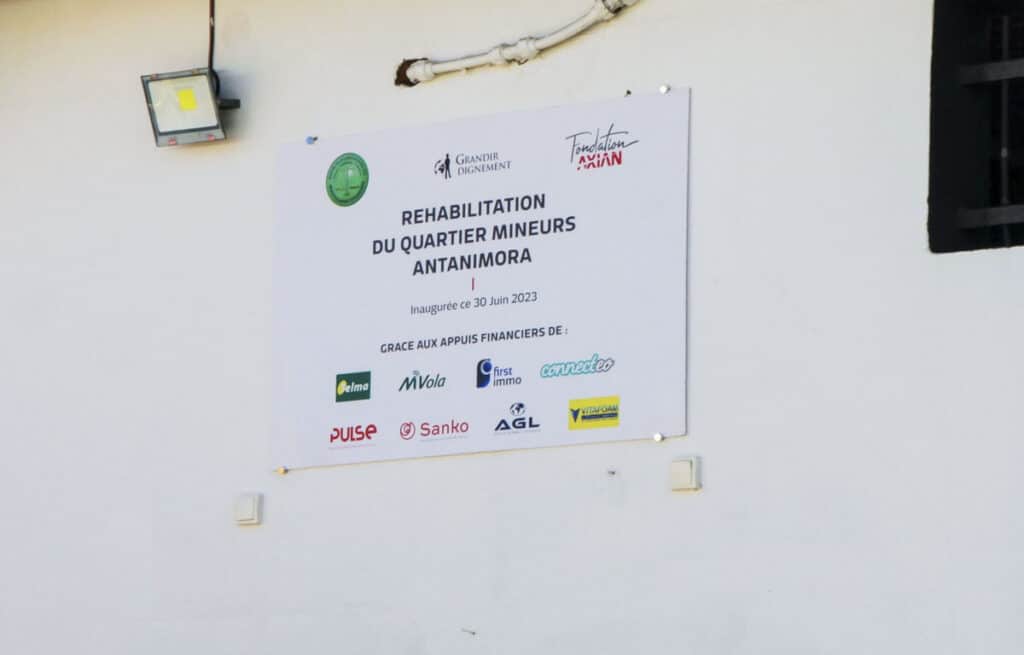 GRANDIR
DIGNEMENT
Fondation
AXIAN
REHABILITATION
DU QUARTIER MINEURS
ANTANIMORA
Inaugurée ce 30 Juin 2023
GRACE AUX APPUIS FINANCIERS DE :
Telma
MVola
first
immo
connecteo
PULSE
Sanko
AGL
VITAFOAM